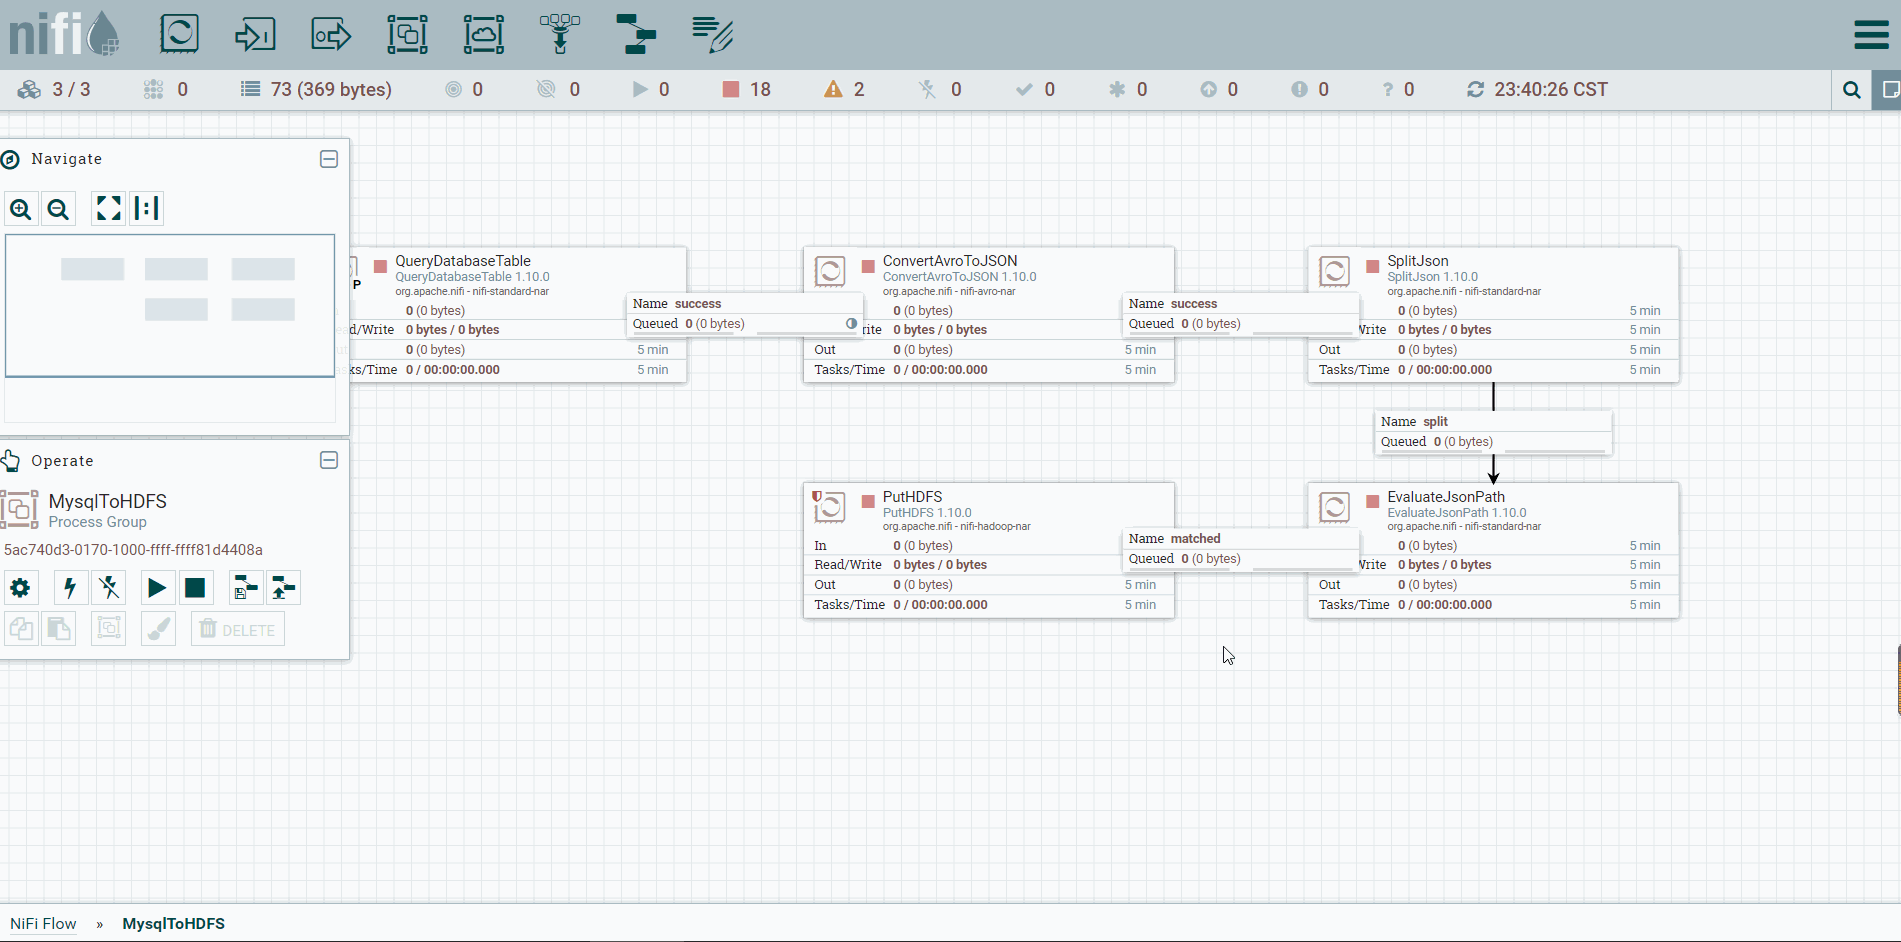 nifi
3 / 3 0 73 (369 bytes) 0 0 0 18 2 0 0 0 0 0 ? 0 23:40:26 CST
Navigate
QueryDatabaseTable
QueryDatabaseTable 1.10.0
org.apache.nifi - nifi-standard-nar
P
0 (0 bytes)
ad/Write 0 bytes / 0 bytes
0 (0 bytes) 5 min
ks/Time 0 / 00:00:00.000 5 min
Name success
Queued 0 (0 bytes)
ConvertAvroToJSON
ConvertAvroToJSON 1.10.0
org.apache.nifi - nifi-avro-nar
0 (0 bytes)
rite 0 bytes / 0 bytes
Out 0 (0 bytes) 5 min
Tasks/Time 0 / 00:00:00.000 5 min
Name success
Queued 0 (0 bytes)
SplitJson
SplitJson 1.10.0
org.apache.nifi - nifi-standard-nar
0 (0 bytes) 5 min
Write 0 bytes / 0 bytes 5 min
Out 0 (0 bytes) 5 min
Tasks/Time 0 / 00:00:00.000 5 min
Name split
Queued 0 (0 bytes)
PutHDFS
PutHDFS 1.10.0
org.apache.nifi - nifi-hadoop-nar
In 0 (0 bytes)
Read/Write 0 bytes / 0 bytes
Out 0 (0 bytes) 5 min
Tasks/Time 0 / 00:00:00.000 5 min
Name matched
Queued 0 (0 bytes)
EvaluateJsonPath
EvaluateJsonPath 1.10.0
org.apache.nifi - nifi-standard-nar
0 (0 bytes) 5 min
Write 0 bytes / 0 bytes 5 min
Out 0 (0 bytes) 5 min
Tasks/Time 0 / 00:00:00.000 5 min
Operate
MysqlToHDFS
Process Group
5ac740d3-0170-1000-ffff-ffff81d4408a
DELETE
NiFi Flow » MysqlToHDFS